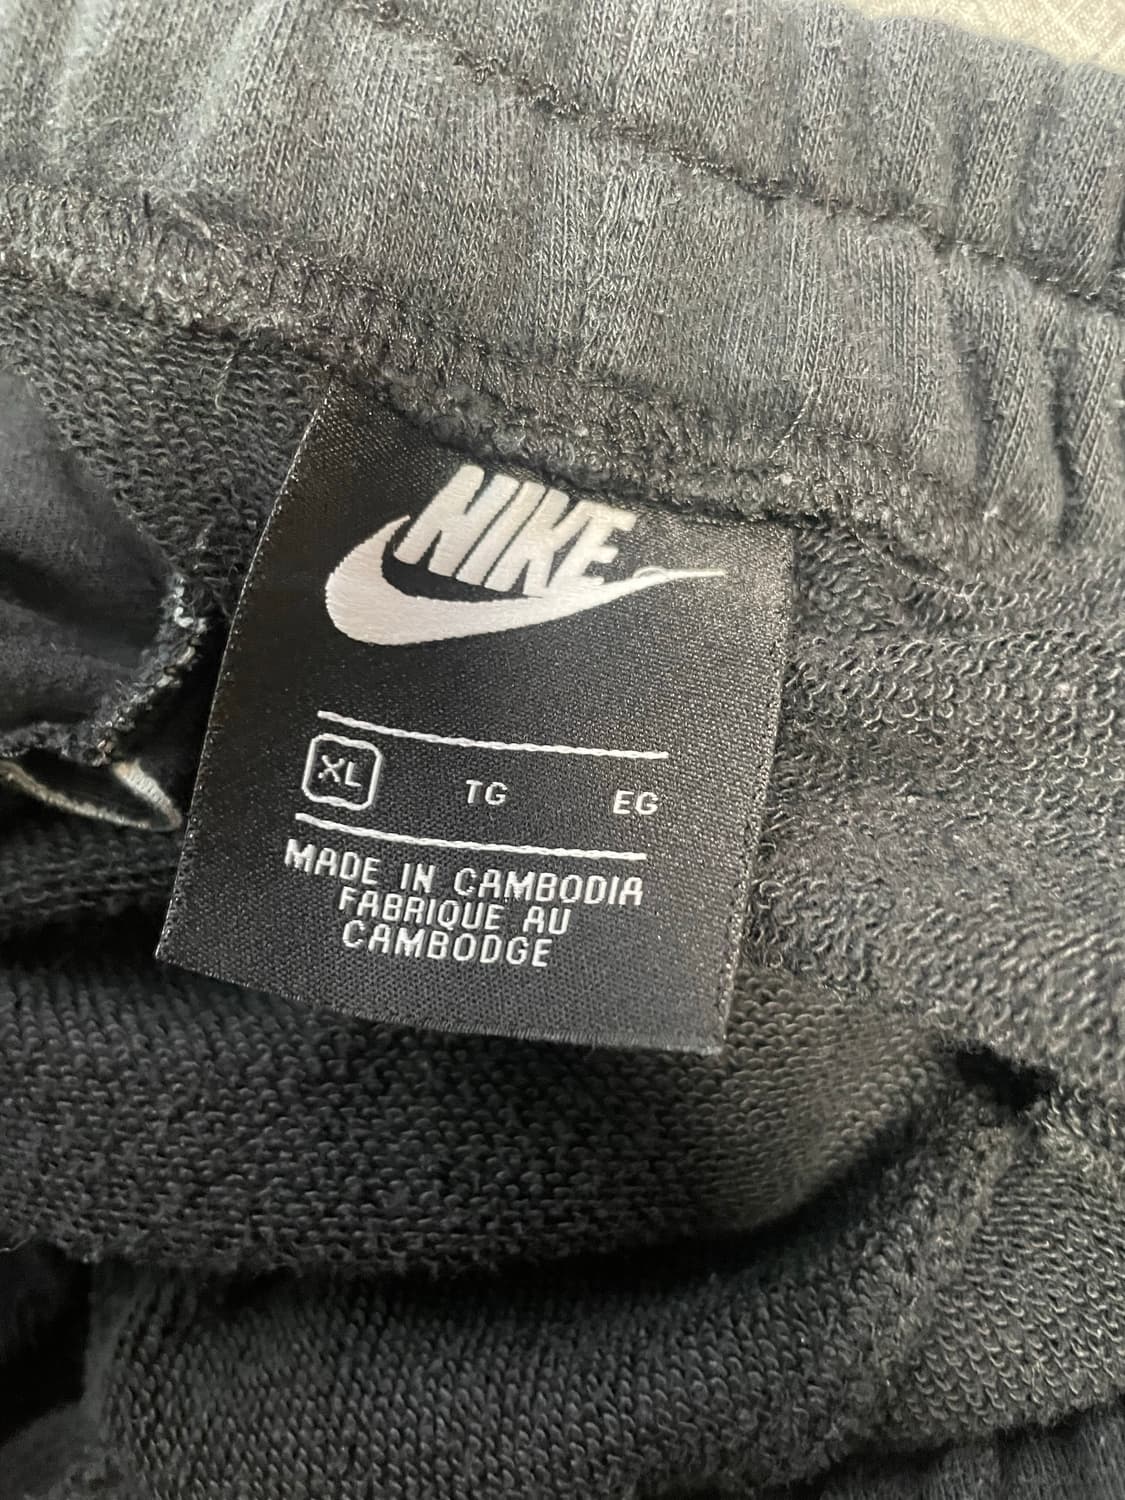 NIKE
XL TG EG
MADE IN CAMBODIA
FABRIQUE AU
CAMBODGE